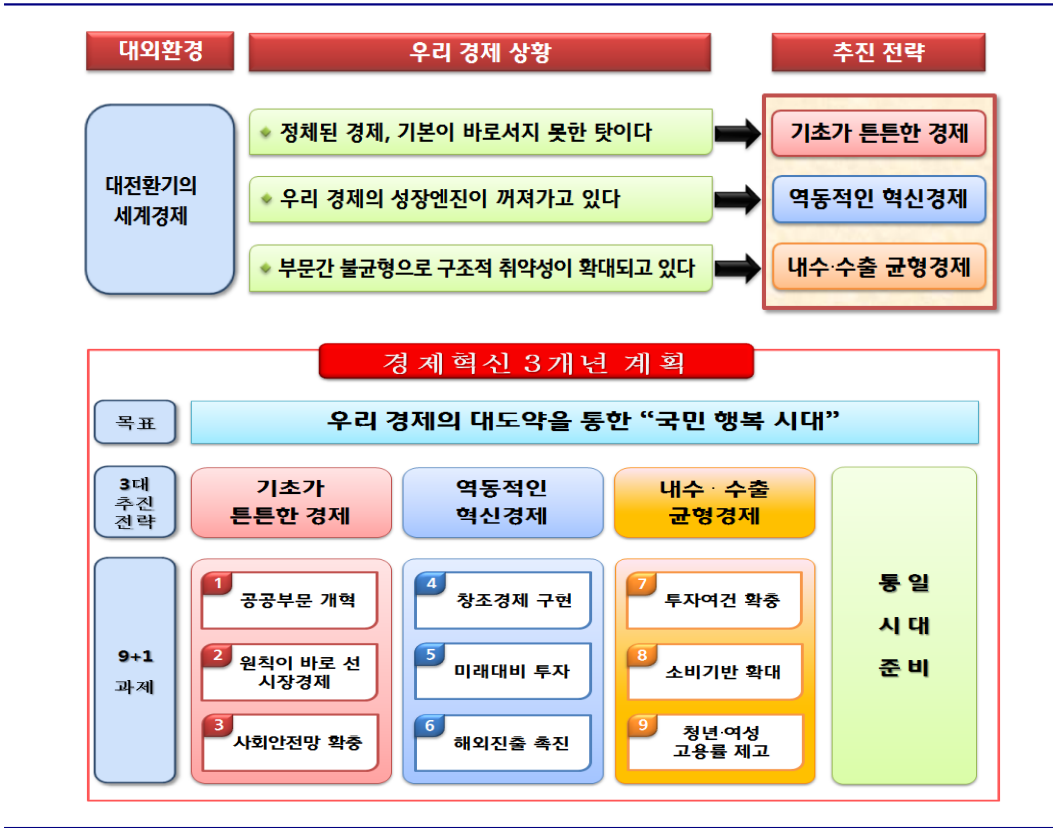 대외환경
우리 경제 상황
추진 전략
대전환기의
세계경제
정체된 경제, 기본이 바로서지 못한 탓이다
기초가 튼튼한 경제
우리 경제의 성장엔진이 꺼져가고 있다
역동적인 혁신경제
부문간 불균형으로 구조적 취약성이 확대되고 있다
내수·수출 균형경제
경제혁신 3개년 계획
목표
우리 경제의 대도약을 통한 “국민 행복 시대”
3대
추진
전략
기초가
튼튼한 경제
역동적인
혁신경제
내수 · 수출
균형경제
9+1
과제
1
공공부문 개혁
2
원칙이 바로 선
시장경제
3
사회안전망 확충
4
창조경제 구현
5
미래대비 투자
6
해외진출 촉진
7
투자여건 확충
8
소비기반 확대
9
청년·여성
고용률 제고
통 일
시 대
준 비